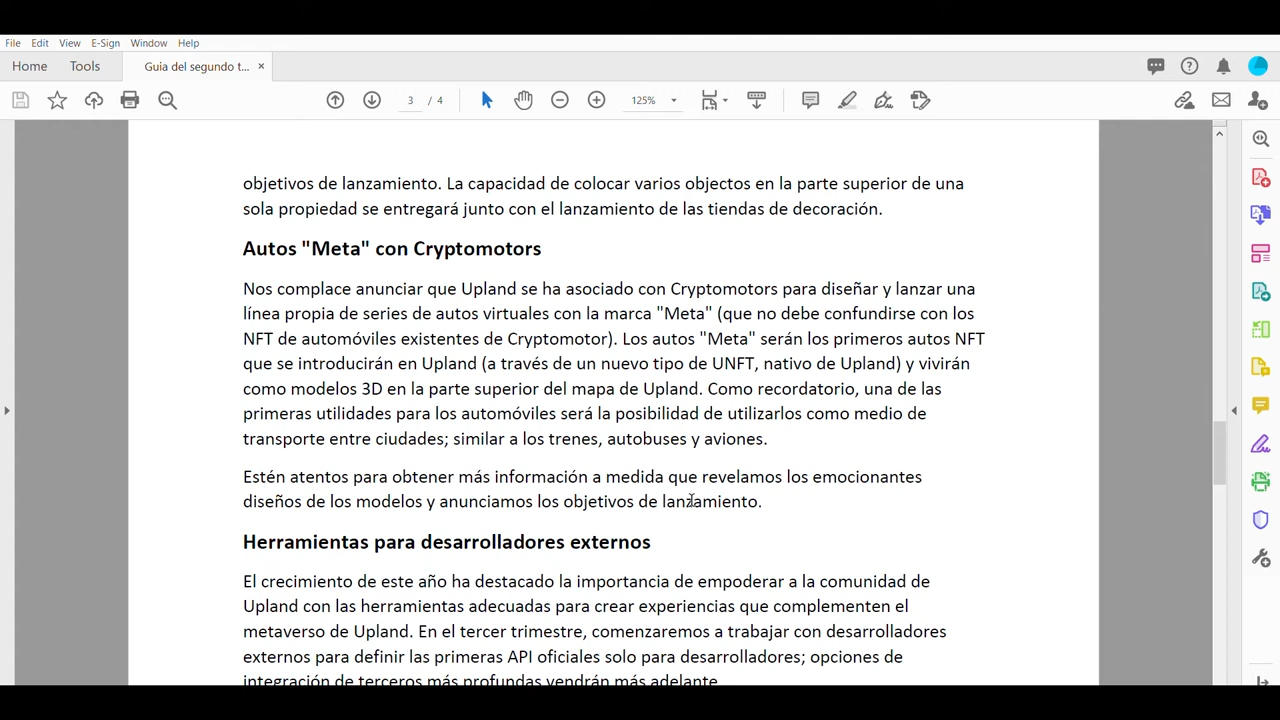 File Edit View E-Sign Window Help
Home Tools Guia del segundo t... ×
3 / 4 125%
objetivos de lanzamiento. La capacidad de colocar varios objectos en la parte superior de una
sola propiedad se entregará junto con el lanzamiento de las tiendas de decoración.
Autos "Meta" con Cryptomotors
Nos complace anunciar que Upland se ha asociado con Cryptomotors para diseñar y lanzar una
línea propia de series de autos virtuales con la marca "Meta" (que no debe confundirse con los
NFT de automóviles existentes de Cryptomotor). Los autos "Meta" serán los primeros autos NFT
que se introducirán en Upland (a través de un nuevo tipo de UNFT, nativo de Upland) y vivirán
como modelos 3D en la parte superior del mapa de Upland. Como recordatorio, una de las
primeras utilidades para los automóviles será la posibilidad de utilizarlos como medio de
transporte entre ciudades; similar a los trenes, autobuses y aviones.
Estén atentos para obtener más información a medida que revelamos los emocionantes
diseños de los modelos y anunciamos los objetivos de lanzamiento.
Herramientas para desarrolladores externos
El crecimiento de este año ha destacado la importancia de empoderar a la comunidad de
Upland con las herramientas adecuadas para crear experiencias que complementen el
metaverso de Upland. En el tercer trimestre, comenzaremos a trabajar con desarrolladores
externos para definir las primeras API oficiales solo para desarrolladores; opciones de
integración de terceros más profundas vendrán más adelante.